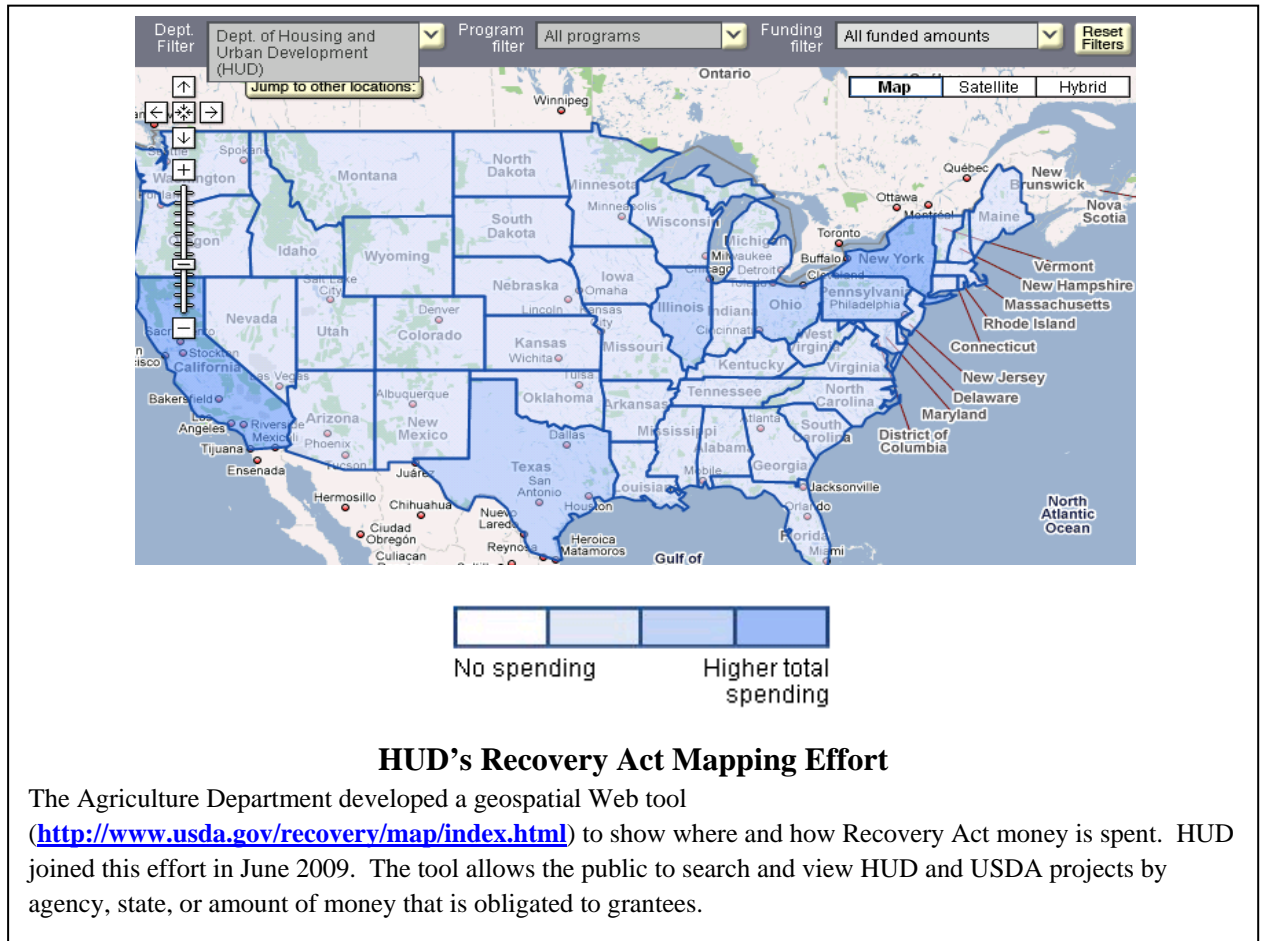 Dept. Filter
Dept. of Housing and Urban Development (HUD)
Program filter
All programs
Funding filter
All funded amounts
Reset Filters
Jump to other locations:
Map
Satellite
Hybrid
Ontario
Winnipeg
Québec
New Brunswick
Nova Scotia
Ottawa
Montréal
Toronto
Spokane
Washington
Montana
North Dakota
Minnesota
Minneapolis
South Dakota
Wisconsin
Michigan
Milwaukee
Detroit
Buffalo
New York
Maine
Vermont
New Hampshire
Massachusetts
Rhode Island
Connecticut
New Jersey
Delaware
Maryland
District of Columbia
Idaho
Wyoming
Iowa
Omaha
Nebraska
Lincoln
Illinois
Indiana
Ohio
Pennsylvania
Philadelphia
Cincinnati
West Virginia
Virginia
Kentucky
Nevada
Utah
Denver
Colorado
Kansas
Wichita
Kansas City
Missouri
Stockton
California
Las Vegas
Bakersfield
Los Angeles
Riverside
Mexicali
Tijuana
Ensenada
Arizona
Phoenix
Tucson
Albuquerque
New Mexico
Tulsa
Oklahoma
Arkansas
Tennessee
North Carolina
South Carolina
Mississippi
Alabama
Atlanta
Georgia
Mobile
Louisiana
Dallas
Texas
San Antonio
Houston
Juárez
Hermosillo
Chihuahua
Ciudad Obregón
Culiacan
Nuevo Laredo
Reynosa
Heroica Matamoros
Gulf of
Jacksonville
Orlando
Florida
Miami
North Atlantic Ocean
No spending
Higher total spending
HUD’s Recovery Act Mapping Effort
The Agriculture Department developed a geospatial Web tool
(http://www.usda.gov/recovery/map/index.html) to show where and how Recovery Act money is spent. HUD
joined this effort in June 2009. The tool allows the public to search and view HUD and USDA projects by
agency, state, or amount of money that is obligated to grantees.